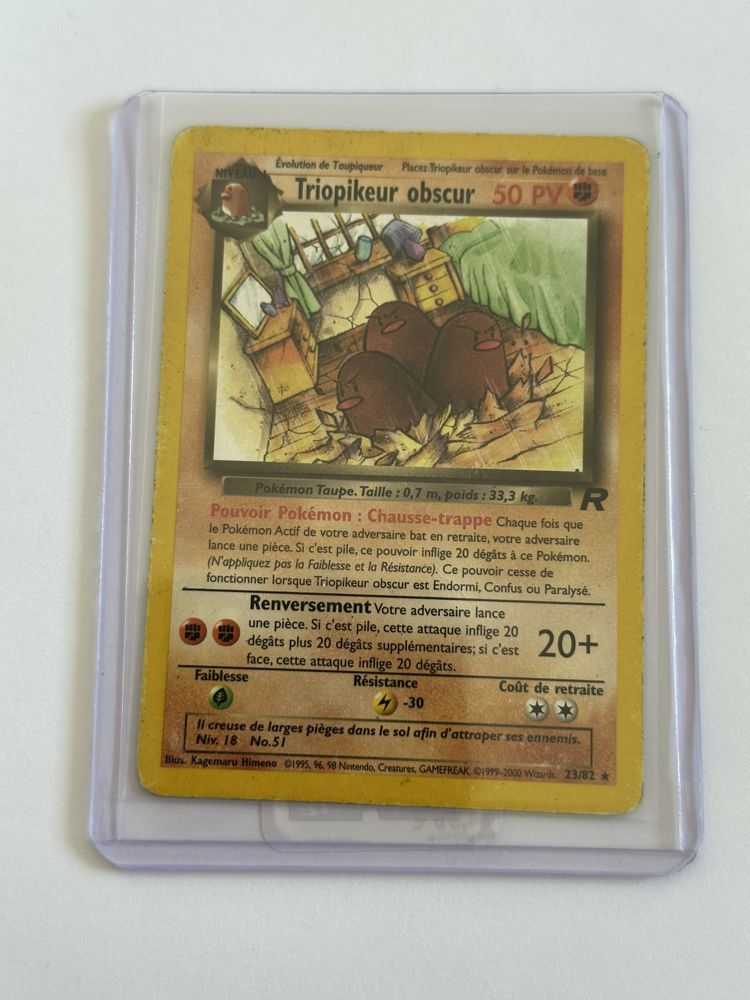 Évolution de Taupiqueur Placez Triopikeur obscur sur le Pokémon de base
NIVEAU
Triopikeur obscur 50 PV
Pokémon Taupe. Taille : 0,7 m, poids : 33,3 kg.
R
Pouvoir Pokémon : Chausse-trappe Chaque fois que
le Pokémon Actif de votre adversaire bat en retraite, votre adversaire
lance une pièce. Si c'est pile, ce pouvoir inflige 20 dégâts à ce Pokémon.
(N'appliquez pas la Faiblesse et la Résistance). Ce pouvoir cesse de
fonctionner lorsque Triopikeur obscur est Endormi, Confus ou Paralysé.
Renversement Votre adversaire lance
une pièce. Si c'est pile, cette attaque inflige 20
dégâts plus 20 dégâts supplémentaires; si c'est
face, cette attaque inflige 20 dégâts.
20+
Faiblesse Résistance Coût de retraite
-30
Il creuse de larges pièges dans le sol afin d'attraper ses ennemis.
Niv. 18 No.51
Illus. Kagemaru Himeno ©1995, 96, 98 Nintendo, Creatures, GAMEFREAK. ©1999-2000 Wizards. 23/82 ★